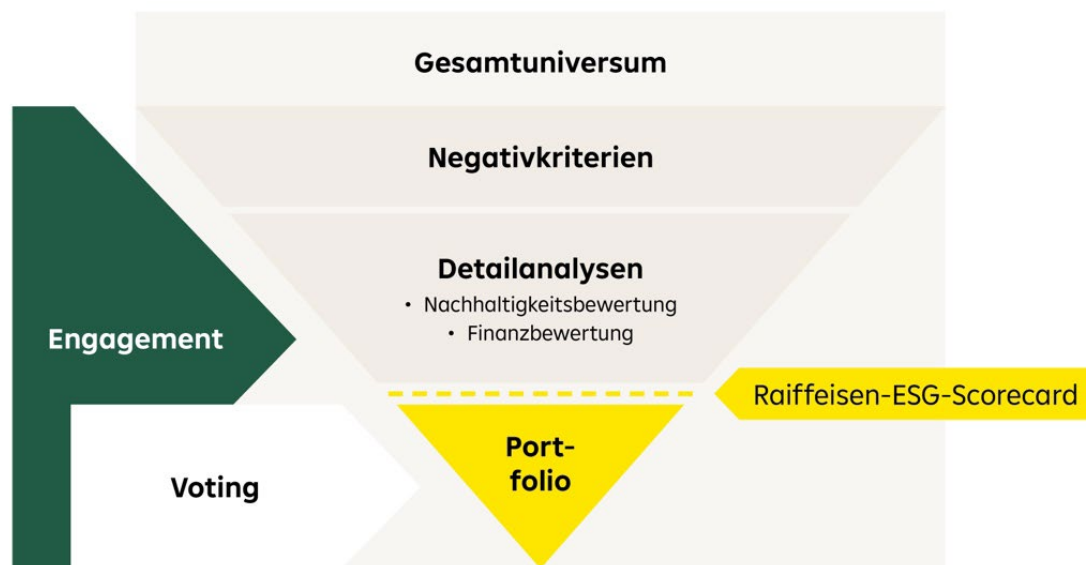 Gesamtuniversum
Negativkriterien
Detailanalysen
• Nachhaltigkeitsbewertung
• Finanzbewertung
Engagement
Raiffeisen-ESG-Scorecard
Port-
folio
Voting